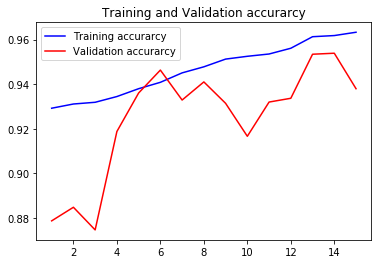 Training and Validation accurarcy
Training accurarcy
Validation accurarcy
0.96
0.94
0.92
0.90
0.88
2 4 6 8 10 12 14